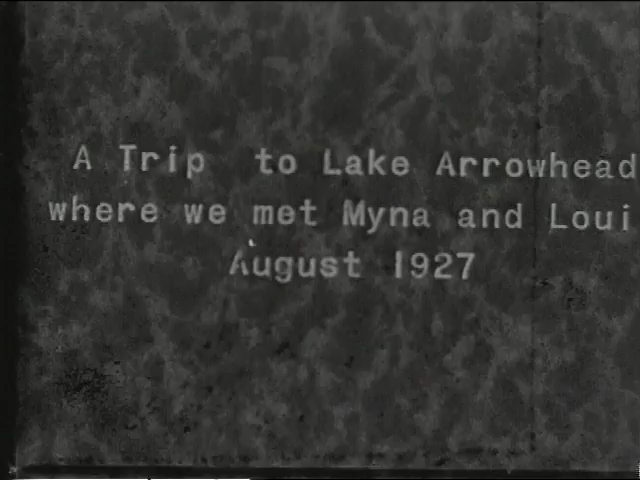 A Trip to Lake Arrowhead
where we met Myna and Loui
August 1927